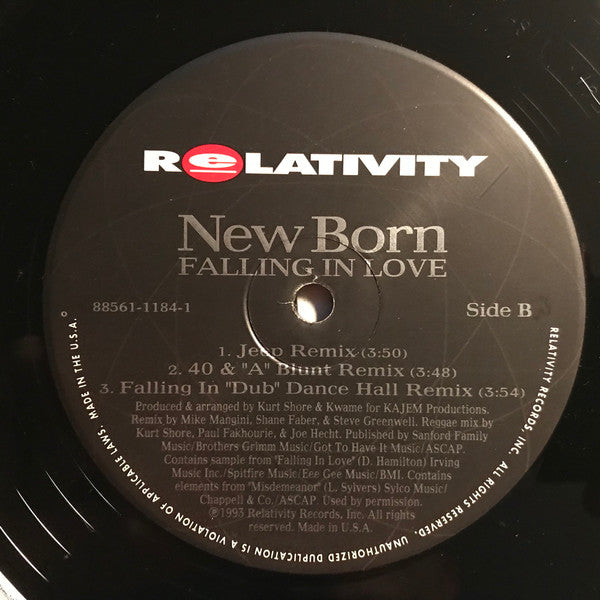 RELATIVITY
New Born
FALLING IN LOVE
88561-1184-1
Side B
1. Jeep Remix (3:50)
2. 40 & "A" Blunt Remix (3:48)
3. Falling In "Dub" Dance Hall Remix (3:54)
Produced & arranged by Kurt Shore & Kwame for KAJEM Productions.
Remix by Mike Mangini, Shane Faber, & Steve Greenwell. Reggae mix by
Kurt Shore, Paul Fakhourie, & Joe Hecht. Published by Sanford Family
Music/Brothers Grimm Music/Got To Have It Music/ASCAP.
Contains sample from "Falling In Love" (D. Hamilton) Irving
Music Inc./Spitfire Music/Eee Gee Music/BMI. Contains
elements from "Misdemeanor" (L. Sylvers) Sylco Music/
Chappell & Co./ASCAP. Used by permission.
℗1993 Relativity Records, Inc. All rights
reserved. Made in U.S.A.
RELATIVITY RECORDS, INC. ALL RIGHTS RESERVED. UNAUTHORIZED DUPLICATION IS A VIOLATION OF APPLICABLE LAWS. MADE IN THE U.S.A.